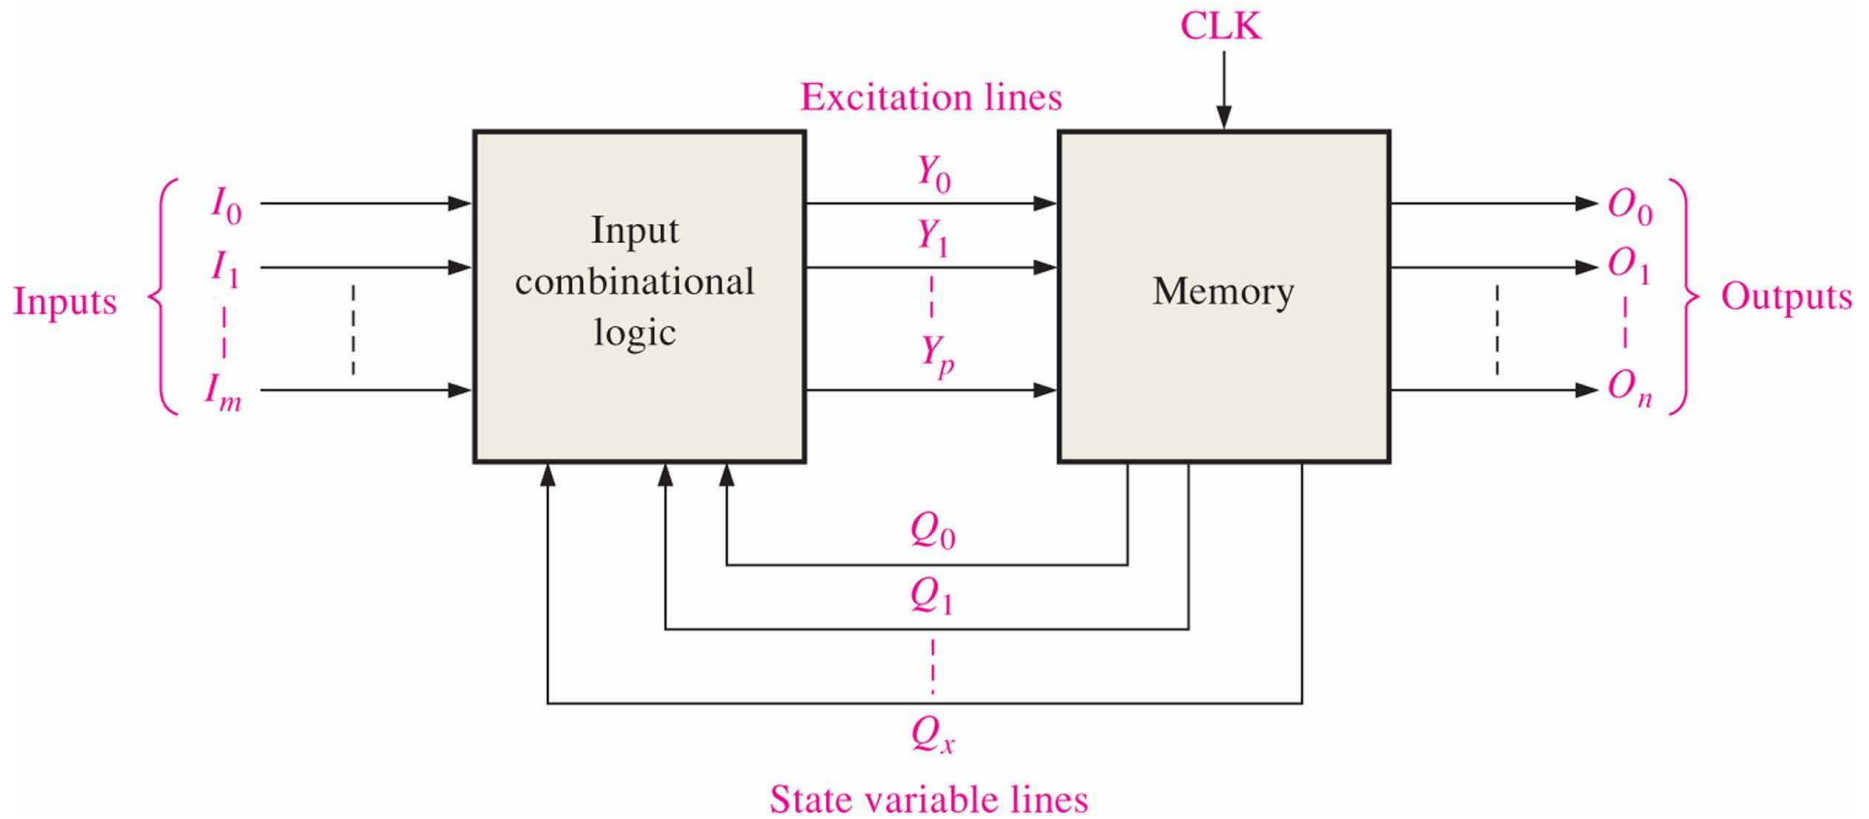 CLK
Excitation lines
Y0
I0
O0
Input
Y1
I1
O1
combinational
Inputs
Memory
Outputs
logic
Yp
Im
On
Q0
Q1
Qx
State variable lines